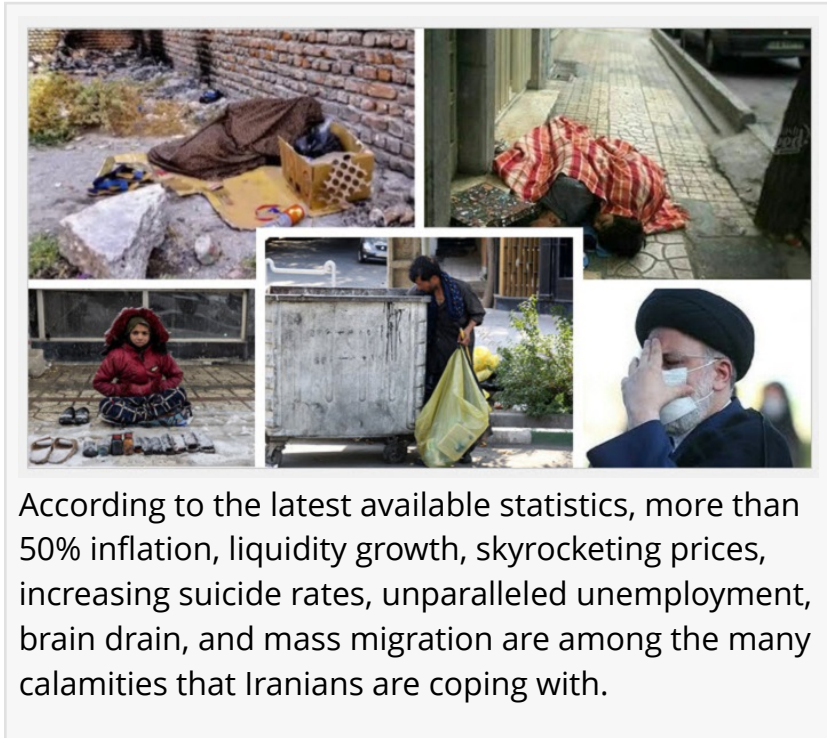 According to the latest available statistics, more than
50% inflation, liquidity growth, skyrocketing prices,
increasing suicide rates, unparalleled unemployment,
brain drain, and mass migration are among the many
calamities that Iranians are coping with.